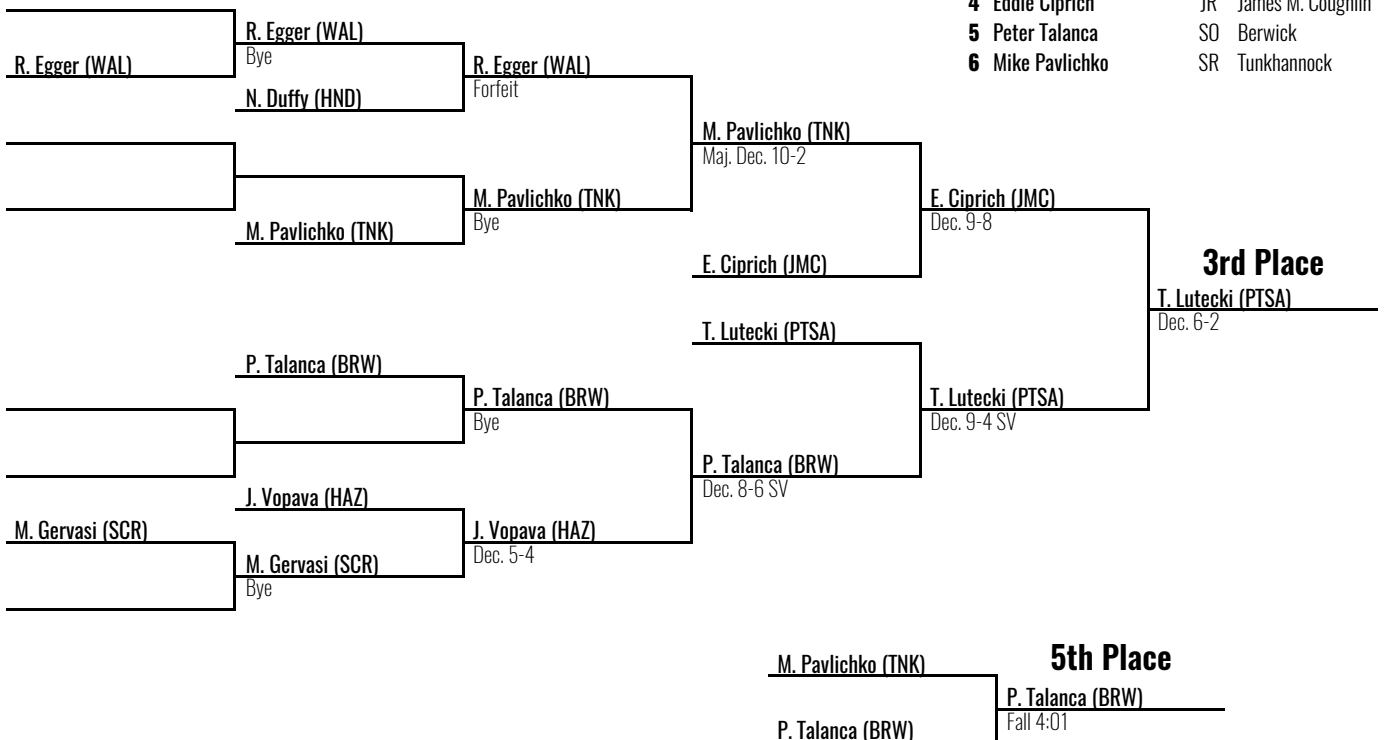 4 Eddie Ciprich JR James M. Coughlin
5 Peter Talanca SO Berwick
6 Mike Pavlichko SR Tunkhannock
R. Egger (WAL)
R. Egger (WAL)
Bye
N. Duffy (HND)
R. Egger (WAL)
Forfeit
M. Pavlichko (TNK)
Maj. Dec. 10-2
M. Pavlichko (TNK)
M. Pavlichko (TNK)
Bye
E. Ciprich (JMC)
E. Ciprich (JMC)
Dec. 9-8
3rd Place
T. Lutecki (PTSA)
Dec. 6-2
T. Lutecki (PTSA)
P. Talanca (BRW)
P. Talanca (BRW)
Bye
T. Lutecki (PTSA)
Dec. 9-4 SV
P. Talanca (BRW)
Dec. 8-6 SV
J. Vopava (HAZ)
M. Gervasi (SCR)
M. Gervasi (SCR)
Bye
J. Vopava (HAZ)
Dec. 5-4
5th Place
M. Pavlichko (TNK)
P. Talanca (BRW)
Fall 4:01
P. Talanca (BRW)